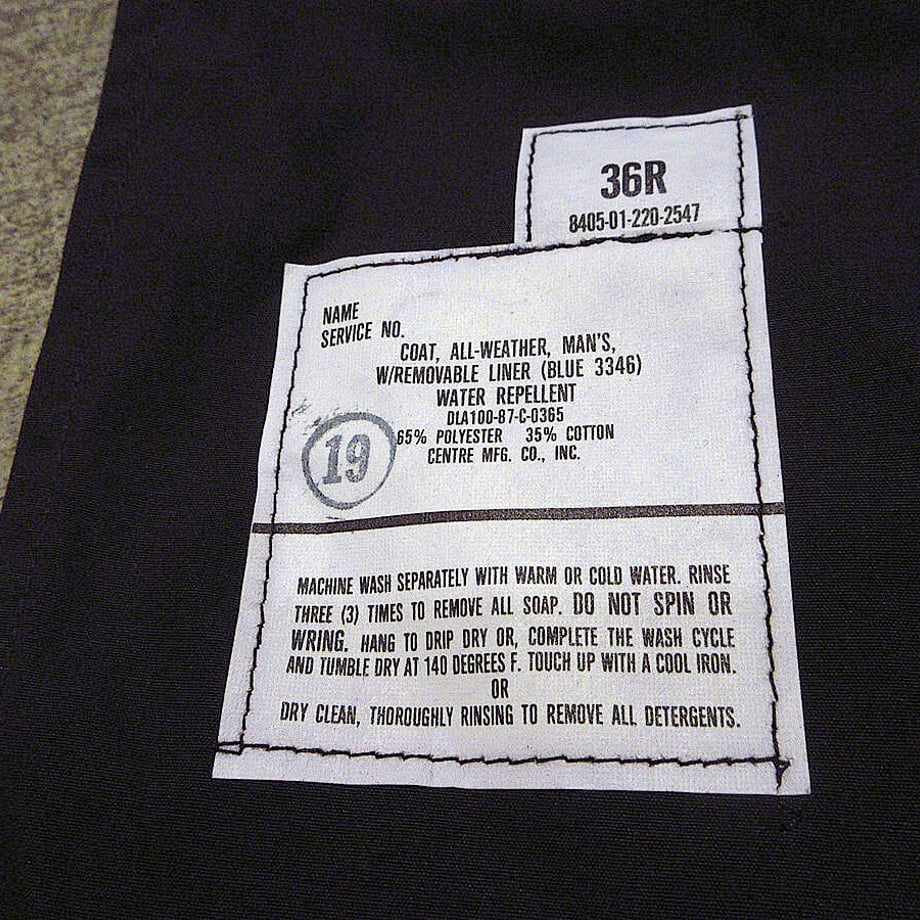 36R
8405-01-220-2547
NAME
SERVICE NO.
COAT, ALL-WEATHER, MAN'S,
W/REMOVABLE LINER (BLUE 3346)
WATER REPELLENT
DLA100-87-C-0365
65% POLYESTER 35% COTTON
CENTRE MFG. CO., INC.
19
MACHINE WASH SEPARATELY WITH WARM OR COLD WATER. RINSE
THREE (3) TIMES TO REMOVE ALL SOAP. DO NOT SPIN OR
WRING. HANG TO DRIP DRY OR, COMPLETE THE WASH CYCLE
AND TUMBLE DRY AT 140 DEGREES F. TOUCH UP WITH A COOL IRON.
OR
DRY CLEAN, THOROUGHLY RINSING TO REMOVE ALL DETERGENTS.